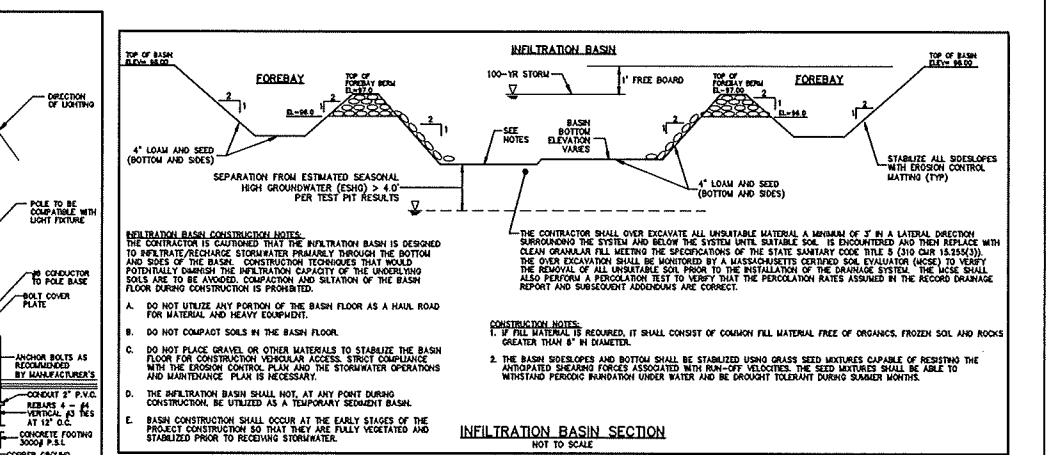 DIRECTION
OF LIGHTING
POLE TO BE
COMPATIBLE WITH
LIGHT FIXTURE
#8 CONDUCTOR
TO POLE BASE
BOLT COVER
PLATE
ANCHOR BOLTS AS
RECOMMENDED
BY MANUFACTURER'S
CONDUIT 2" P.V.C.
REBARS 4 - #4
VERTICAL #3 TIES
AT 12" O.C.
CONCRETE FOOTING
3000# P.S.I.
COPPER GROUND
INFILTRATION BASIN
TOP OF BASIN
ELEV= 98.00
FOREBAY
TOP OF
FOREBAY BERM
EL=97.0
100-YR STORM
1' FREE BOARD
TOP OF
FOREBAY BERM
EL=97.00
FOREBAY
TOP OF BASIN
ELEV= 98.00
2
1
2
1
EL=96.0
2
1
2
1
EL=96.0
2
1
4" LOAM AND SEED
(BOTTOM AND SIDES)
SEE
NOTES
BASIN
BOTTOM
ELEVATION
VARIES
STABILIZE ALL SIDESLOPES
WITH EROSION CONTROL
MATTING (TYP)
SEPARATION FROM ESTIMATED SEASONAL
HIGH GROUNDWATER (ESHG) > 4.0'
PER TEST PIT RESULTS
4" LOAM AND SEED
(BOTTOM AND SIDES)
INFILTRATION BASIN CONSTRUCTION NOTES:
THE CONTRACTOR IS CAUTIONED THAT THE INFILTRATION BASIN IS DESIGNED
TO INFILTRATE/RECHARGE STORMWATER PRIMARILY THROUGH THE BOTTOM
AND SIDES OF THE BASIN. CONSTRUCTION TECHNIQUES THAT WOULD
POTENTIALLY DIMINISH THE INFILTRATION CAPACITY OF THE UNDERLYING
SOILS ARE TO BE AVOIDED. COMPACTION AND SILTATION OF THE BASIN
FLOOR DURING CONSTRUCTION IS PROHIBITED.
A. DO NOT UTILIZE ANY PORTION OF THE BASIN FLOOR AS A HAUL ROAD
FOR MATERIAL AND HEAVY EQUIPMENT.
B. DO NOT COMPACT SOILS IN THE BASIN FLOOR.
C. DO NOT PLACE GRAVEL OR OTHER MATERIALS TO STABILIZE THE BASIN
FLOOR FOR CONSTRUCTION VEHICULAR ACCESS. STRICT COMPLIANCE
WITH THE EROSION CONTROL PLAN AND THE STORMWATER OPERATIONS
AND MAINTENANCE PLAN IS NECESSARY.
D. THE INFILTRATION BASIN SHALL NOT, AT ANY POINT DURING
CONSTRUCTION, BE UTILIZED AS A TEMPORARY SEDIMENT BASIN.
E. BASIN CONSTRUCTION SHALL OCCUR AT THE EARLY STAGES OF THE
PROJECT CONSTRUCTION SO THAT THEY ARE FULLY VEGETATED AND
STABILIZED PRIOR TO RECEIVING STORMWATER.
THE CONTRACTOR SHALL OVER EXCAVATE ALL UNSUITABLE MATERIAL A MINIMUM OF 3' IN A LATERAL DIRECTION
SURROUNDING THE SYSTEM AND BELOW THE SYSTEM UNTIL SUITABLE SOIL IS ENCOUNTERED AND THEN REPLACE WITH
CLEAN GRANULAR FILL MEETING THE SPECIFICATIONS OF THE STATE SANITARY CODE TITLE 5 (310 CMR 15.255(3)).
THE OVER EXCAVATION SHALL BE MONITORED BY A MASSACHUSETTS CERTIFIED SOIL EVALUATOR (MCSE) TO VERIFY
THE REMOVAL OF ALL UNSUITABLE SOIL PRIOR TO THE INSTALLATION OF THE DRAINAGE SYSTEM. THE MCSE SHALL
ALSO PERFORM A PERCOLATION TEST TO VERIFY THAT THE PERCOLATION RATES ASSUMED IN THE RECORD DRAINAGE
REPORT AND SUBSEQUENT ADDENDUMS ARE CORRECT.
CONSTRUCTION NOTES:
1. IF FILL MATERIAL IS REQUIRED, IT SHALL CONSIST OF COMMON FILL MATERIAL FREE OF ORGANICS, FROZEN SOIL AND ROCKS
GREATER THAN 6" IN DIAMETER.
2. THE BASIN SIDESLOPES AND BOTTOM SHALL BE STABILIZED USING GRASS SEED MIXTURES CAPABLE OF RESISTING THE
ANTICIPATED SHEARING FORCES ASSOCIATED WITH RUN-OFF VELOCITIES. THE SEED MIXTURES SHALL BE ABLE TO
WITHSTAND PERIODIC INUNDATION UNDER WATER AND BE DROUGHT TOLERANT DURING SUMMER MONTHS.
INFILTRATION BASIN SECTION
NOT TO SCALE